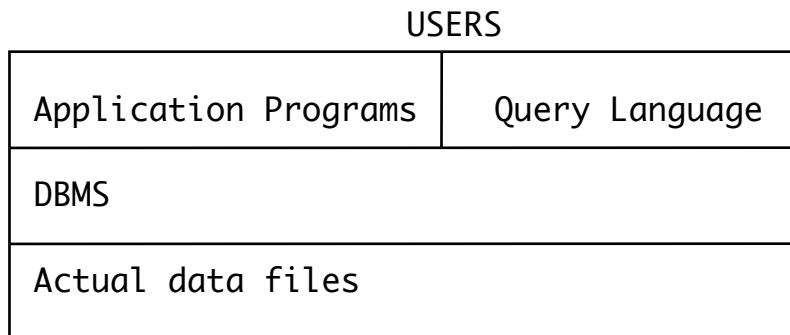 USERS
Application Programs
Query Language
DBMS
Actual data files